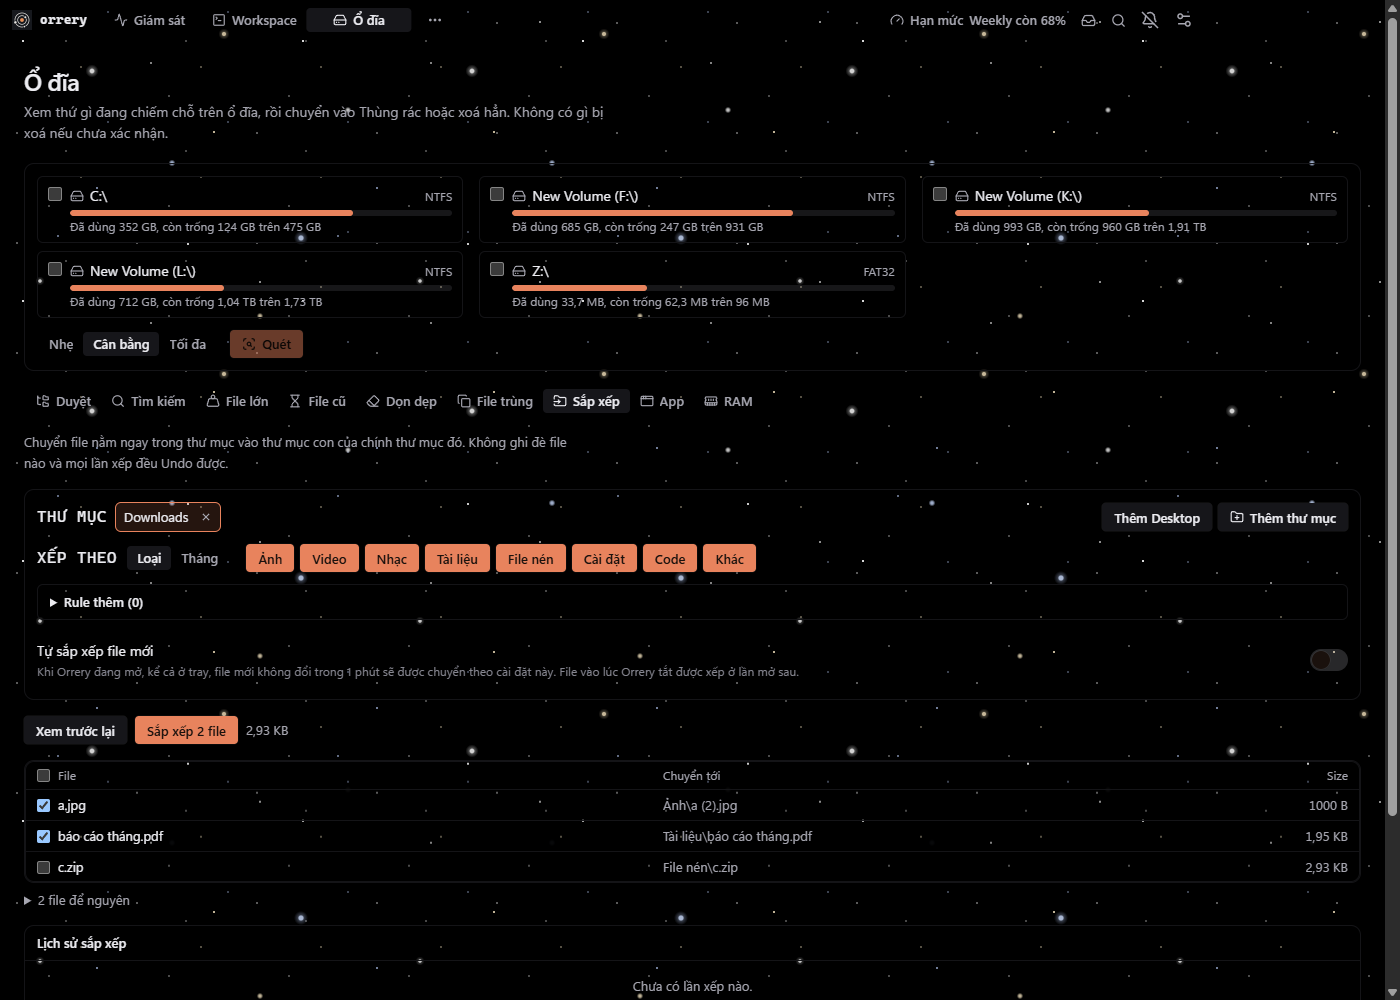 orrery Giám sát Workspace Ổ đĩa Hạn mức Weekly còn 68%
Ổ đĩa
Xem thứ gì đang chiếm chỗ trên ổ đĩa, rồi chuyển vào Thùng rác hoặc xoá hẳn. Không có gì bị
xoá nếu chưa xác nhận.
C:\ NTFS
Đã dùng 352 GB, còn trống 124 GB trên 475 GB
New Volume (F:\) NTFS
Đã dùng 685 GB, còn trống 247 GB trên 931 GB
New Volume (K:\) NTFS
Đã dùng 993 GB, còn trống 960 GB trên 1,91 TB
New Volume (L:\) NTFS
Đã dùng 712 GB, còn trống 1,04 TB trên 1,73 TB
Z:\ FAT32
Đã dùng 33,7 MB, còn trống 62,3 MB trên 96 MB
Nhẹ Cân bằng Tối đa Quét
Duyệt Tìm kiếm File lớn File cũ Dọn dẹp File trùng Sắp xếp App RAM
Chuyển file nằm ngay trong thư mục vào thư mục con của chính thư mục đó. Không ghi đè file
nào và mọi lần xếp đều Undo được.
THƯ MỤC Downloads × Thêm Desktop Thêm thư mục
XẾP THEO Loại Tháng Ảnh Video Nhạc Tài liệu File nén Cài đặt Code Khác
Rule thêm (0)
Tự sắp xếp file mới
Khi Orrery đang mở, kể cả ở tray, file mới không đổi trong 1 phút sẽ được chuyển theo cài đặt này. File vào lúc Orrery tắt được xếp ở lần mở sau.
Xem trước lại Sắp xếp 2 file 2,93 KB
File Chuyển tới Size
a.jpg Ảnh\a (2).jpg 1000 B
báo cáo tháng.pdf Tài liệu\báo cáo tháng.pdf 1,95 KB
c.zip File nén\c.zip 2,93 KB
2 file để nguyên
Lịch sử sắp xếp
Chưa có lần xếp nào.